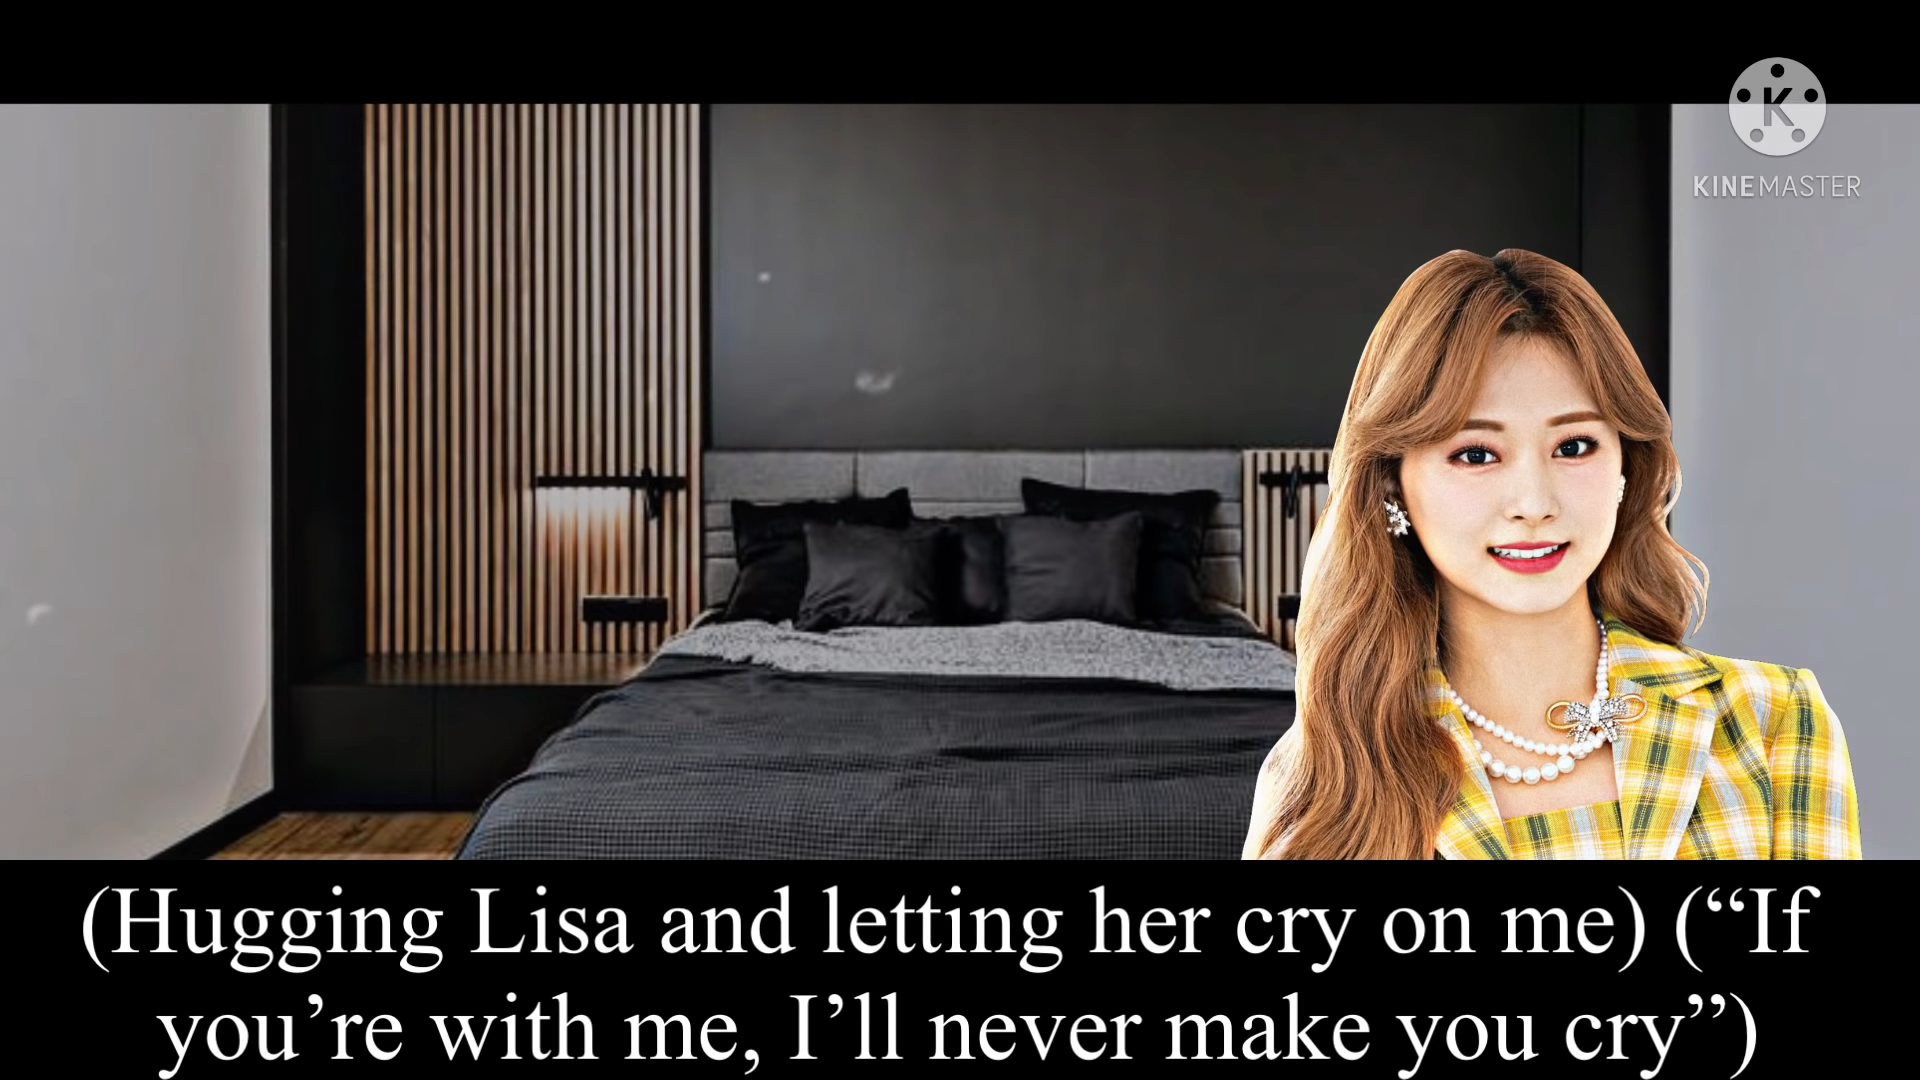 K
KINEMASTER
(Hugging Lisa and letting her cry on me) (“If
you’re with me, I’ll never make you cry”)